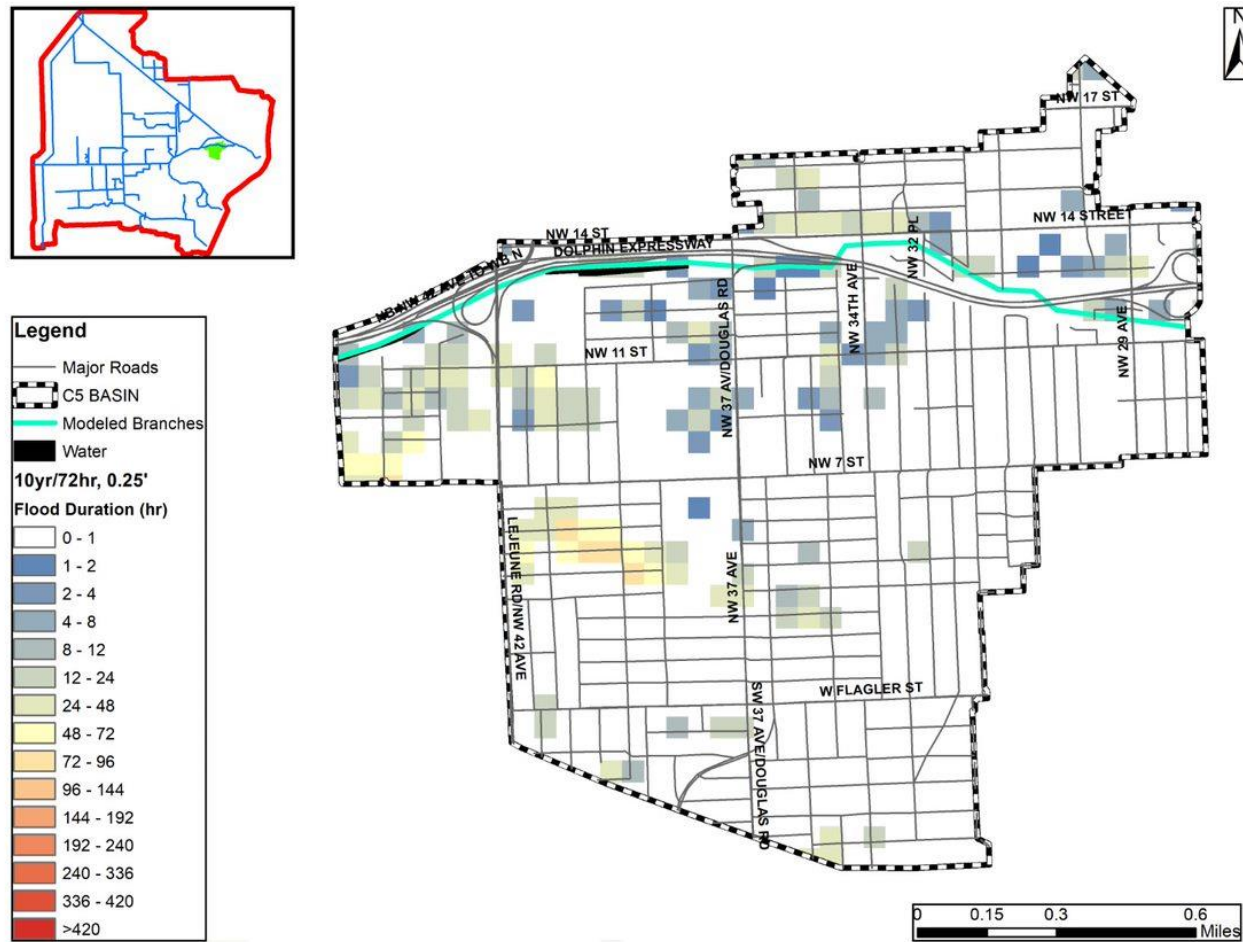 N
NW 17 ST
NW 14 STREET
NW 14 ST
DOLPHIN EXPRESSWAY
NW 32 PL
NW 34TH AVE
NW 37 AV/DOUGLAS RD
NW 29 AVE
NW 11 ST
NW 7 ST
LEJEUNE RD/NW 42 AVE
NW 37 AVE
W FLAGLER ST
SW 37 AVE/DOUGLAS RD
Legend
Major Roads
C5 BASIN
Modeled Branches
Water
10yr/72hr, 0.25'
Flood Duration (hr)
0 - 1
1 - 2
2 - 4
4 - 8
8 - 12
12 - 24
24 - 48
48 - 72
72 - 96
96 - 144
144 - 192
192 - 240
240 - 336
336 - 420
>420
0 0.15 0.3 0.6
Miles